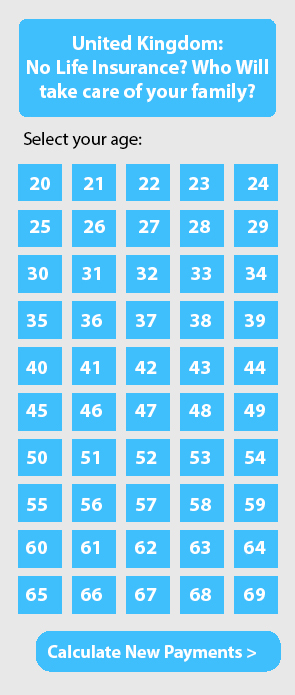 United Kingdom:
No Life Insurance? Who Will
take care of your family?
Select your age:
20 21 22 23 24
25 26 27 28 29
30 31 32 33 34
35 36 37 38 39
40 41 42 43 44
45 46 47 48 49
50 51 52 53 54
55 56 57 58 59
60 61 62 63 64
65 66 67 68 69
Calculate New Payments >